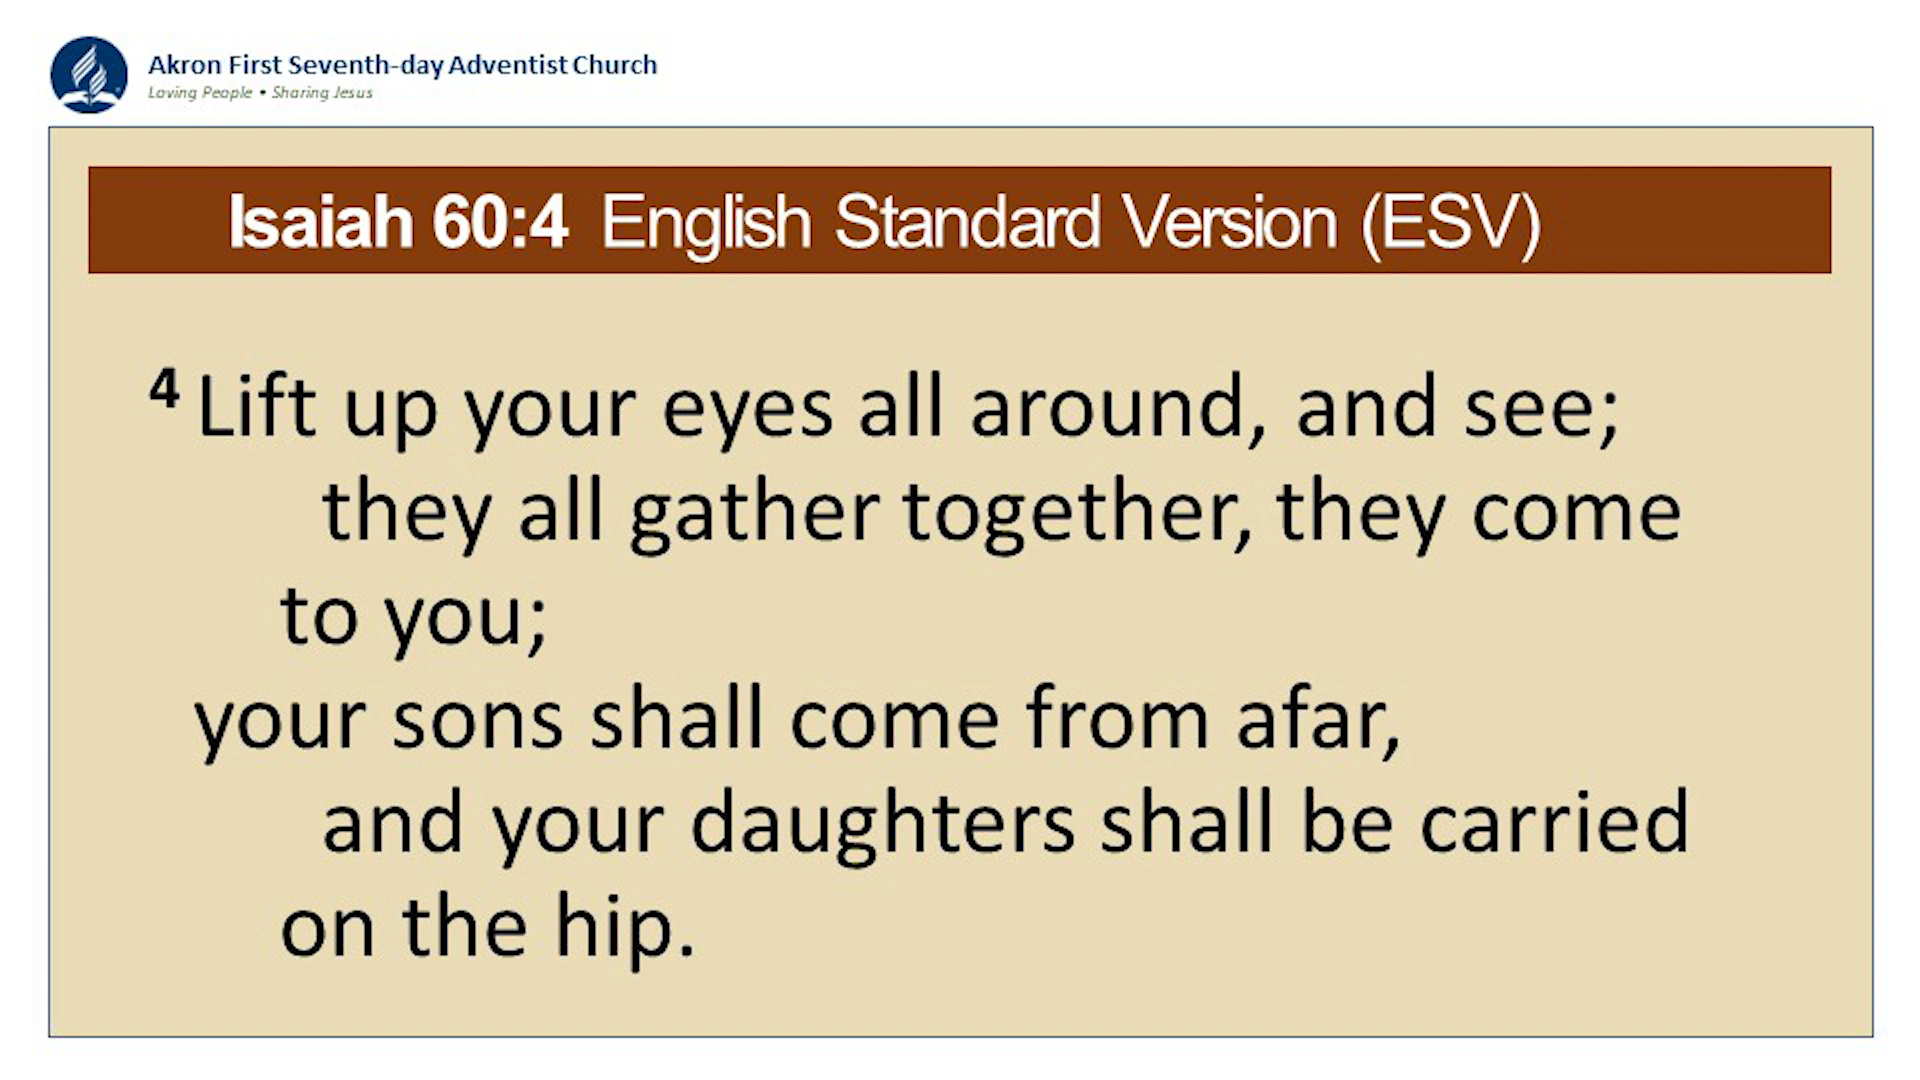 Akron First Seventh-day Adventist Church
Loving People • Sharing Jesus
Isaiah 60:4 English Standard Version (ESV)
4 Lift up your eyes all around, and see;
they all gather together, they come
to you;
your sons shall come from afar,
and your daughters shall be carried
on the hip.